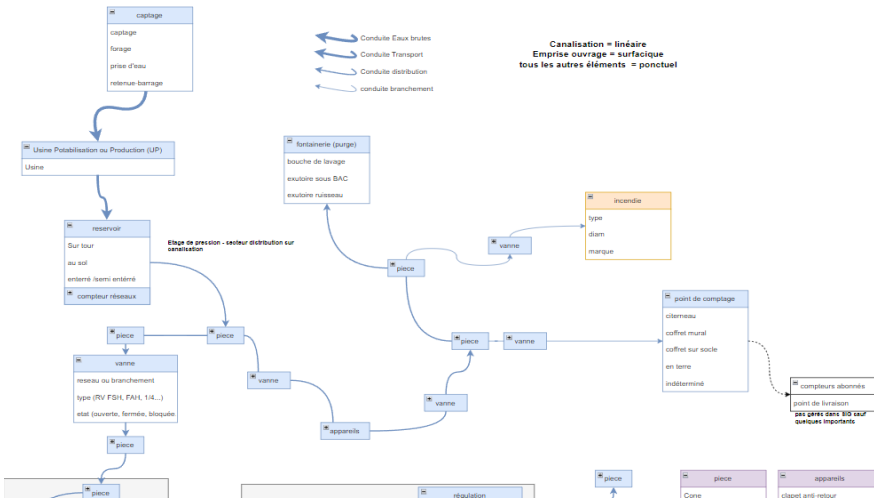 captage
captage
forage
prise d'eau
retenue-barrage
Conduite Eaux brutes
Conduite Transport
Conduite distribution
conduite branchement
Canalisation = linéaire
Emprise ouvrage = surfacique
tous les autres éléments = ponctuel
Usine Potabilisation ou Production (UP)
Usine
fontainerie (purge)
bouche de lavage
exutoire sous BAC
exutoire ruisseau
incendie
type
diam
marque
vanne
piece
reservoir
Sur tour
au sol
enterré /semi entérré
compteur réseaux
Etage de pression - secteur distribution sur
canalisation
point de comptage
citerneau
coffret mural
coffret sur socle
en terre
indéterminé
piece
piece
piece
vanne
vanne
reseau ou branchement
type (RV FSH, FAH, 1/4...)
etat (ouverte, fermée, bloquée
vanne
vanne
appareils
compteurs abonnés
point de livraison
pas gérés dans SIG sauf
quelques importants
piece
piece
régulation
piece
piece
Cone
appareils
clapet anti-retour